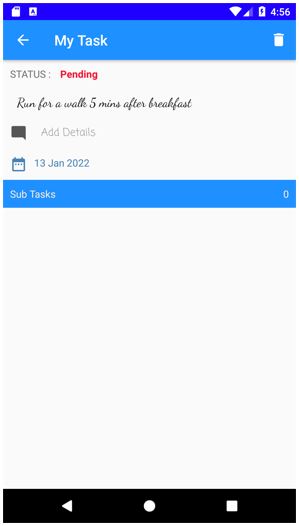 4:56
My Task
STATUS : Pending
Run for a walk 5 mins after breakfast
Add Details
13 Jan 2022
Sub Tasks 0